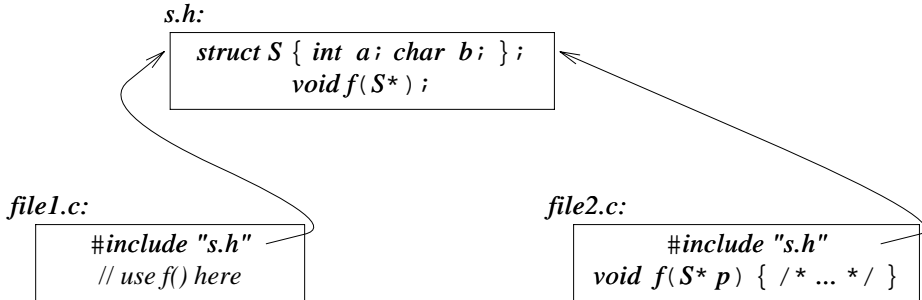 s.h:
struct S { int a; char b; };
void f(S*);
file1.c:
#include "s.h"
// use f() here
file2.c:
#include "s.h"
void f(S* p) { /* ... */ }